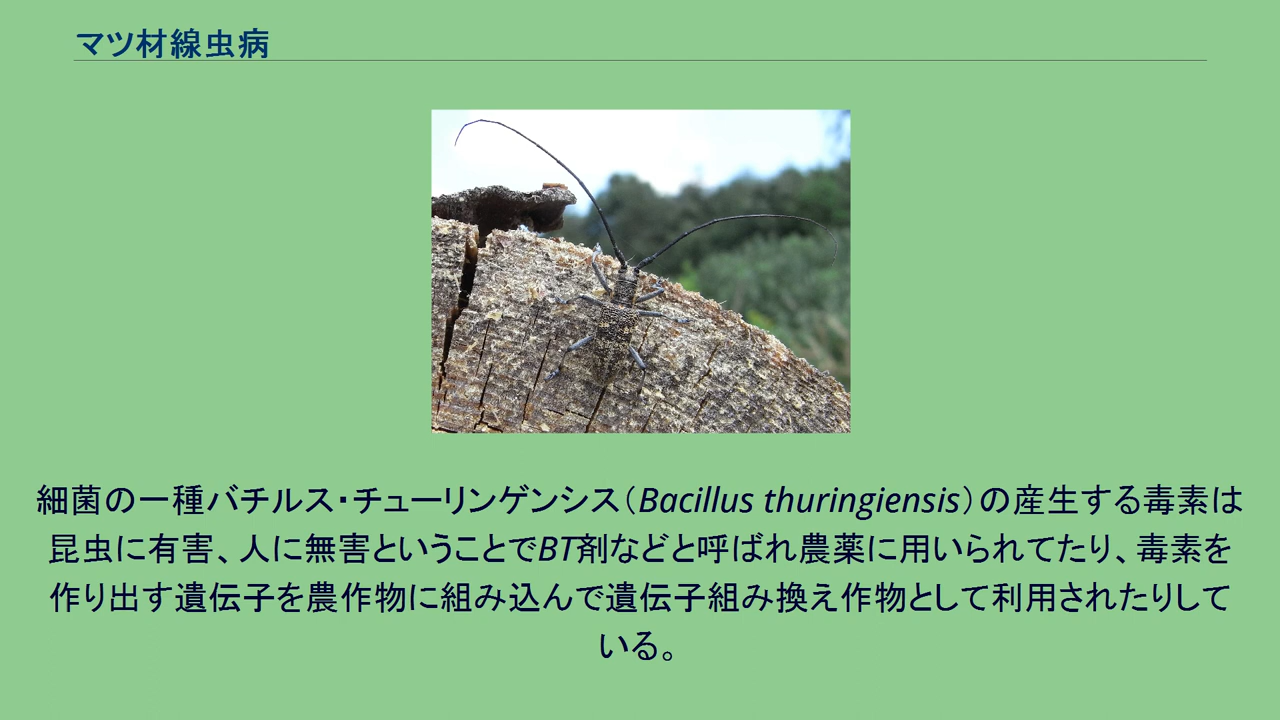 マツ材線虫病
細菌の一種バチルス・チューリンゲンシス（Bacillus thuringiensis）の産生する毒素は
昆虫に有害、人に無害ということでBT剤などと呼ばれ農薬に用いられてたり、毒素を
作り出す遺伝子を農作物に組み込んで遺伝子組み換え作物として利用されたりして
いる。